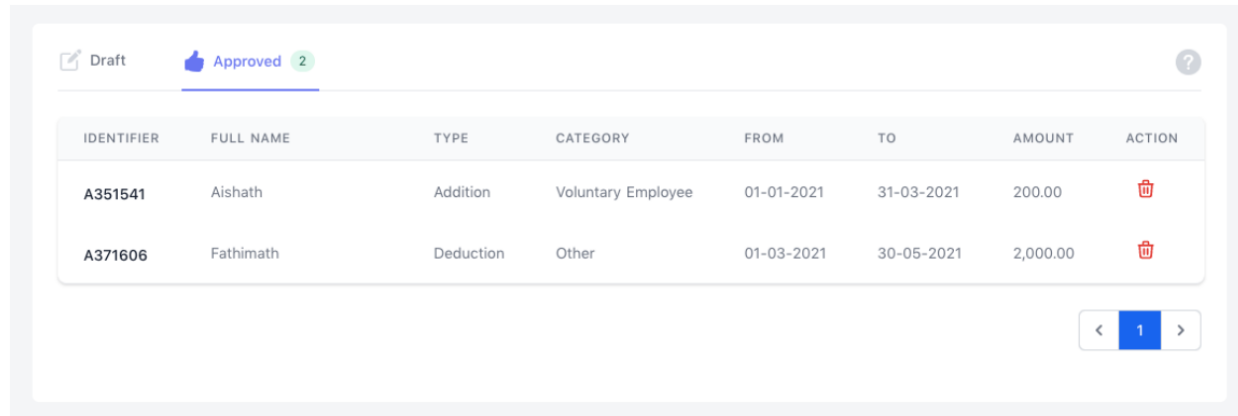 Draft Approved 2 ?
IDENTIFIER FULL NAME TYPE CATEGORY FROM TO AMOUNT ACTION
A351541 Aishath Addition Voluntary Employee 01-01-2021 31-03-2021 200.00
A371606 Fathimath Deduction Other 01-03-2021 30-05-2021 2,000.00
< 1 >